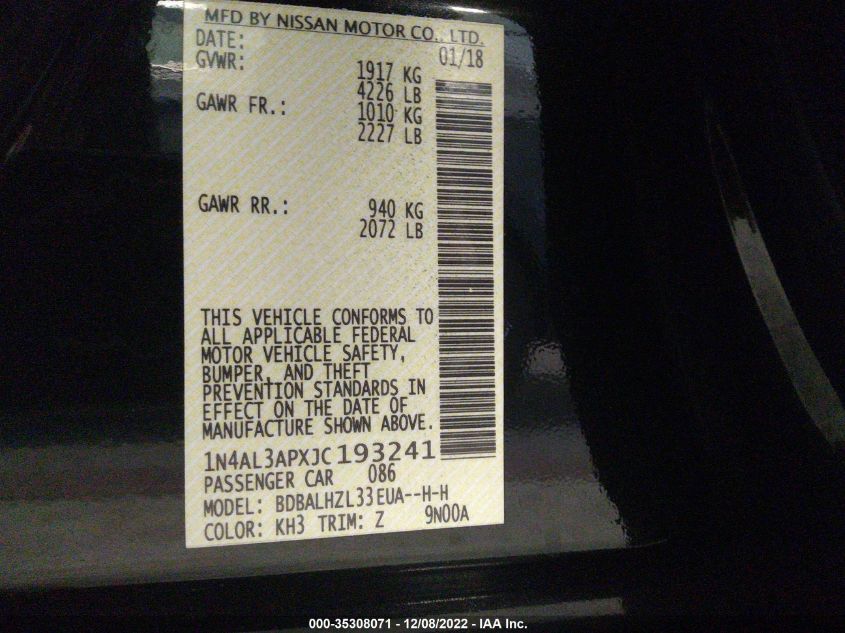 MFD BY NISSAN MOTOR CO., LTD.
DATE: 01/18
GVWR: 1917 KG
4226 LB
GAWR FR.: 1010 KG
2227 LB
GAWR RR.: 940 KG
2072 LB
THIS VEHICLE CONFORMS TO
ALL APPLICABLE FEDERAL
MOTOR VEHICLE SAFETY,
BUMPER, AND THEFT
PREVENTION STANDARDS IN
EFFECT ON THE DATE OF
MANUFACTURE SHOWN ABOVE.
1N4AL3APXJC193241
PASSENGER CAR 086
MODEL: BDBALHZL33EUA--H-H
COLOR: KH3 TRIM: Z 9N00A
000-35308071 - 12/08/2022 - IAA Inc.